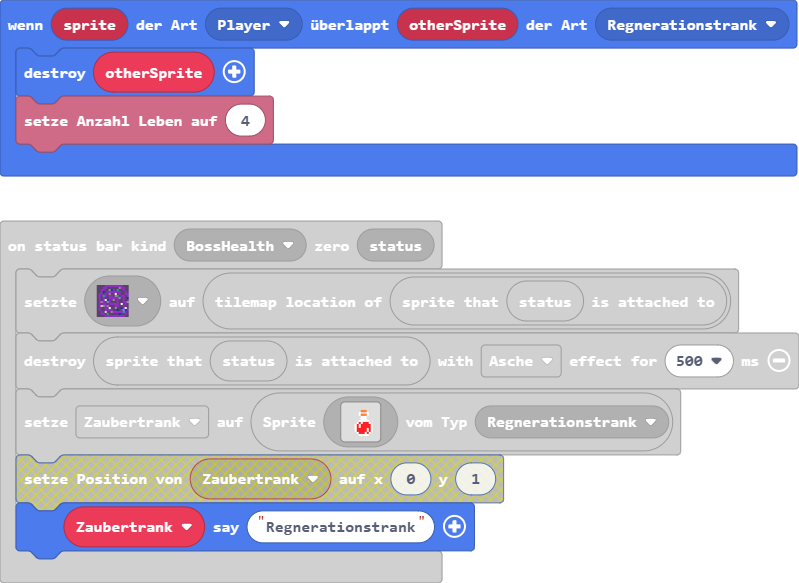 wenn sprite der Art Player überlappt otherSprite der Art Regnerationstrank
destroy otherSprite
setze Anzahl Leben auf 4
on status bar kind BossHealth zero status
setzte auf tilemap location of sprite that status is attached to
destroy sprite that status is attached to with Asche effect for 500 ms
setze Zaubertrank auf Sprite vom Typ Regnerationstrank
setze Position von Zaubertrank auf x 0 y 1
Zaubertrank say "Regnerationstrank"